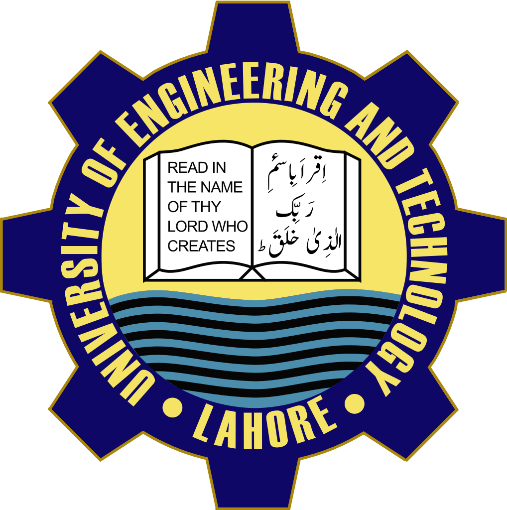 UNIVERSITY OF ENGINEERING AND TECHNOLOGY
READ IN
THE NAME
OF THY
LORD WHO
CREATES
اِقرَاَبِاسمِ
رَبِّکَ
الَّذِیۡ خَلَقَ ط
LAHORE